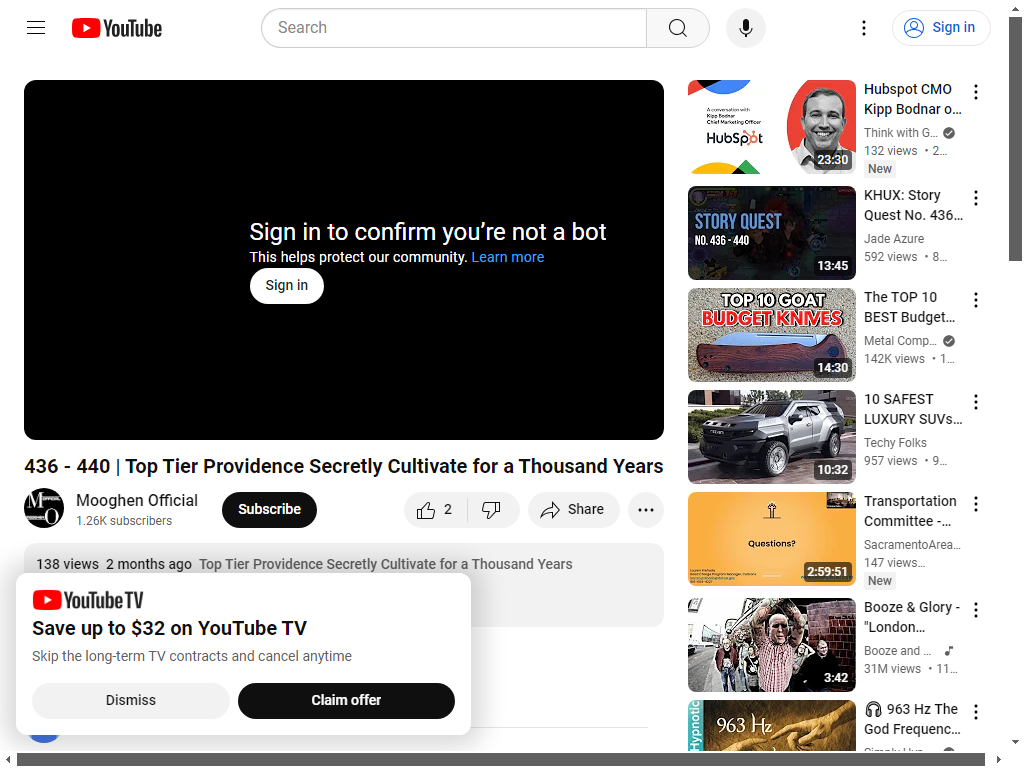 YouTube
Search
Sign in
Sign in to confirm you're not a bot
This helps protect our community. Learn more
Sign in
436 - 440 | Top Tier Providence Secretly Cultivate for a Thousand Years
Mooghen Official
1.26K subscribers
Subscribe
2
Share
138 views 2 months ago Top Tier Providence Secretly Cultivate for a Thousand Years
YouTube TV
Save up to $32 on YouTube TV
Skip the long-term TV contracts and cancel anytime
Dismiss
Claim offer
A conversation with
Kipp Bodnar
Chief Marketing Officer
HubSpot
23:30
Hubspot CMO
Kipp Bodnar o...
Think with G...
132 views • 2...
New
STORY QUEST
NO. 436 - 440
13:45
KHUX: Story
Quest No. 436...
Jade Azure
592 views • 8...
TOP 10 GOAT
BUDGET KNIVES
14:30
The TOP 10
BEST Budget...
Metal Comp...
142K views • 1...
10:32
10 SAFEST
LUXURY SUVs...
Techy Folks
957 views • 9...
Questions?
2:59:51
Transportation
Committee -...
SacramentoArea...
147 views...
New
3:42
Booze & Glory -
"London...
Booze and ...
31M views • 11...
Hypnotic
963 Hz
963 Hz The
God Frequenc...